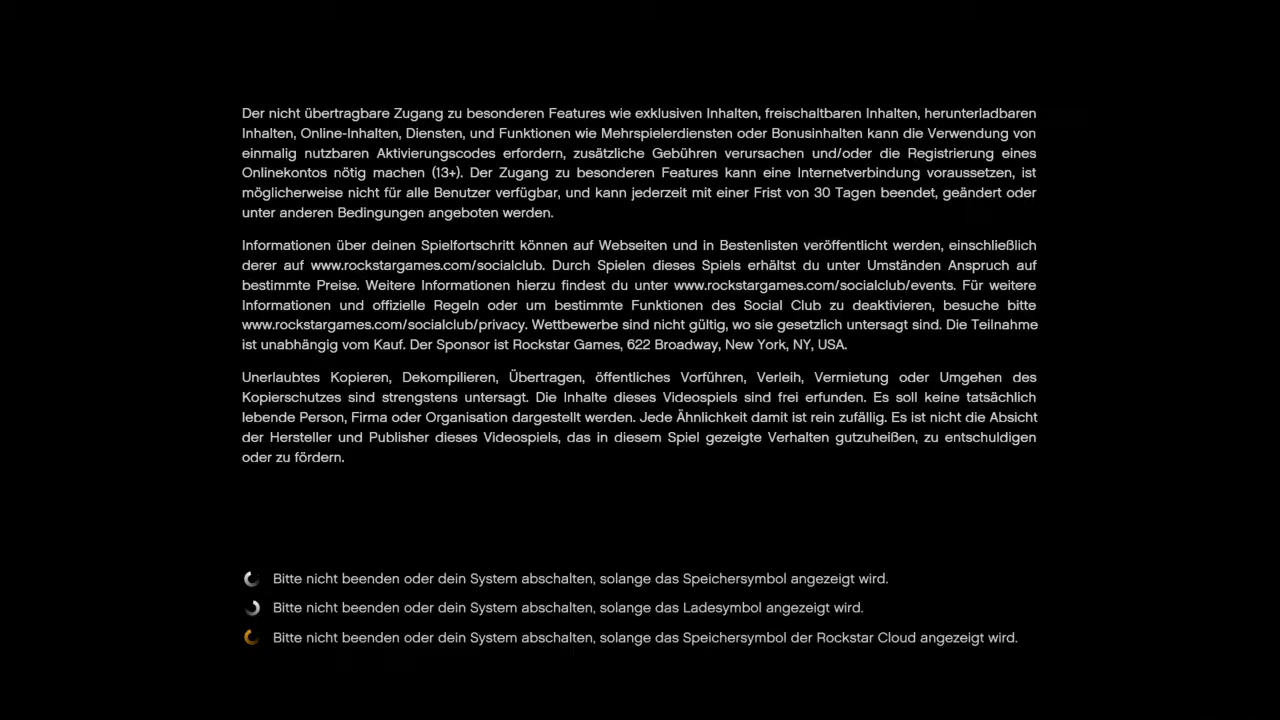 Der nicht übertragbare Zugang zu besonderen Features wie exklusiven Inhalten, freischaltbaren Inhalten, herunterladbaren
Inhalten, Online-Inhalten, Diensten, und Funktionen wie Mehrspielerdiensten oder Bonusinhalten kann die Verwendung von
einmalig nutzbaren Aktivierungscodes erfordern, zusätzliche Gebühren verursachen und/oder die Registrierung eines
Onlinekontos nötig machen (13+). Der Zugang zu besonderen Features kann eine Internetverbindung voraussetzen, ist
möglicherweise nicht für alle Benutzer verfügbar, und kann jederzeit mit einer Frist von 30 Tagen beendet, geändert oder
unter anderen Bedingungen angeboten werden.
Informationen über deinen Spielfortschritt können auf Webseiten und in Bestenlisten veröffentlicht werden, einschließlich
derer auf www.rockstargames.com/socialclub. Durch Spielen dieses Spiels erhältst du unter Umständen Anspruch auf
bestimmte Preise. Weitere Informationen hierzu findest du unter www.rockstargames.com/socialclub/events. Für weitere
Informationen und offizielle Regeln oder um bestimmte Funktionen des Social Club zu deaktivieren, besuche bitte
www.rockstargames.com/socialclub/privacy. Wettbewerbe sind nicht gültig, wo sie gesetzlich untersagt sind. Die Teilnahme
ist unabhängig vom Kauf. Der Sponsor ist Rockstar Games, 622 Broadway, New York, NY, USA.
Unerlaubtes Kopieren, Dekompilieren, Übertragen, öffentliches Vorführen, Verleih, Vermietung oder Umgehen des
Kopierschutzes sind strengstens untersagt. Die Inhalte dieses Videospiels sind frei erfunden. Es soll keine tatsächlich
lebende Person, Firma oder Organisation dargestellt werden. Jede Ähnlichkeit damit ist rein zufällig. Es ist nicht die Absicht
der Hersteller und Publisher dieses Videospiels, das in diesem Spiel gezeigte Verhalten gutzuheißen, zu entschuldigen
oder zu fördern.
Bitte nicht beenden oder dein System abschalten, solange das Speichersymbol angezeigt wird.
Bitte nicht beenden oder dein System abschalten, solange das Ladesymbol angezeigt wird.
Bitte nicht beenden oder dein System abschalten, solange das Speichersymbol der Rockstar Cloud angezeigt wird.